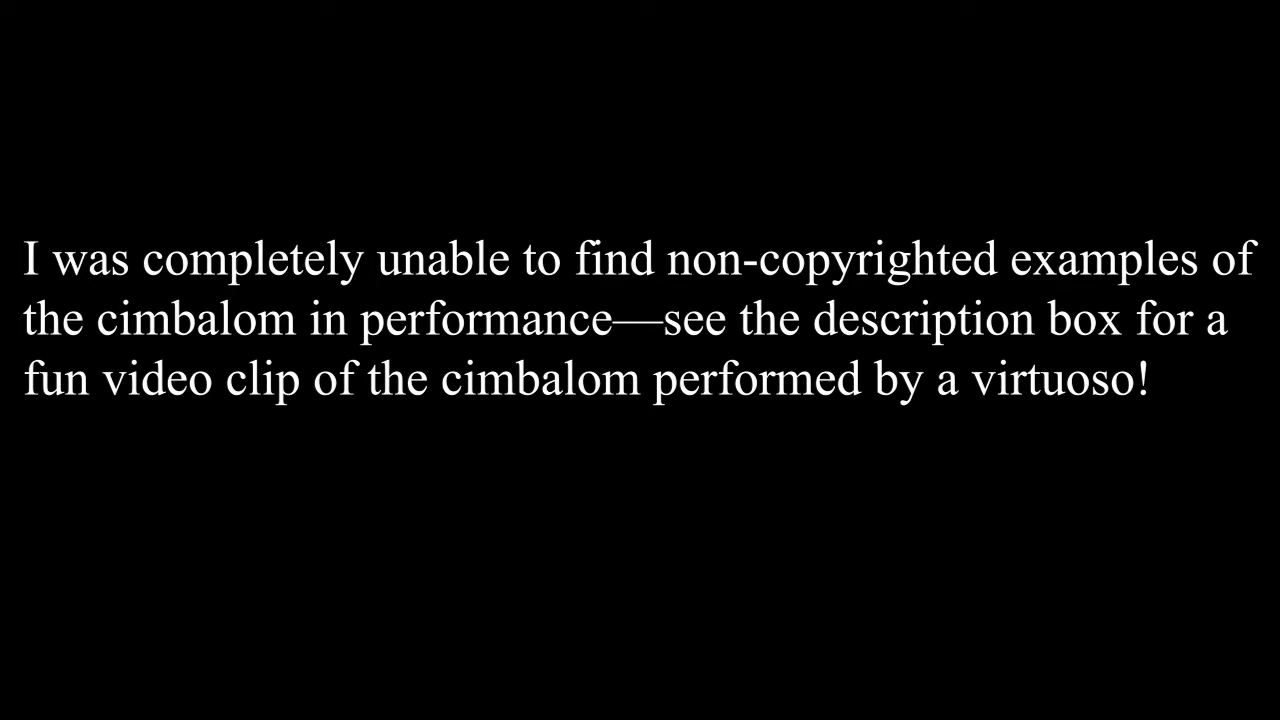 I was completely unable to find non-copyrighted examples of
the cimbalom in performance—see the description box for a
fun video clip of the cimbalom performed by a virtuoso!